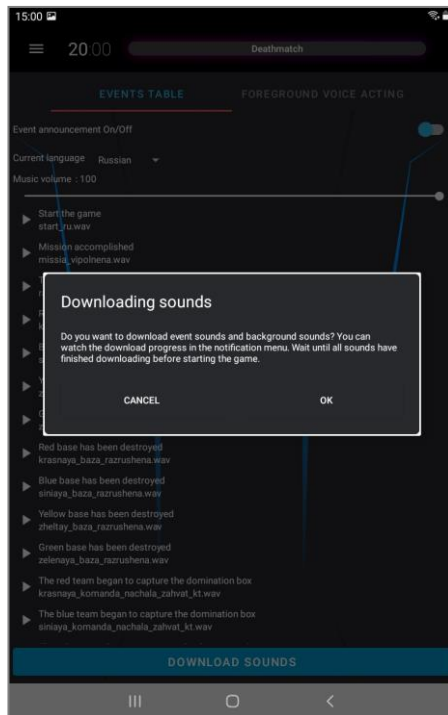 15:00
20:00
Deathmatch
EVENTS TABLE
FOREGROUND VOICE ACTING
Event announcement On/Off
Current language Russian
Music volume : 100
Start the game
start_ru.wav
Mission accomplished
missia_vipolnena.wav
Downloading sounds
Do you want to download event sounds and background sounds? You can
watch the download progress in the notification menu. Wait until all sounds have
finished downloading before starting the game.
CANCEL
OK
Red base has been destroyed
krasnaya_baza_razrushena.wav
Blue base has been destroyed
siniaya_baza_razrushena.wav
Yellow base has been destroyed
zheltay_baza_razrushena.wav
Green base has been destroyed
zelenaya_baza_razrushena.wav
The red team began to capture the domination box
krasnaya_komanda_nachala_zahvat_kt.wav
The blue team began to capture the domination box
siniaya_komanda_nachala_zahvat_kt.wav
DOWNLOAD SOUNDS